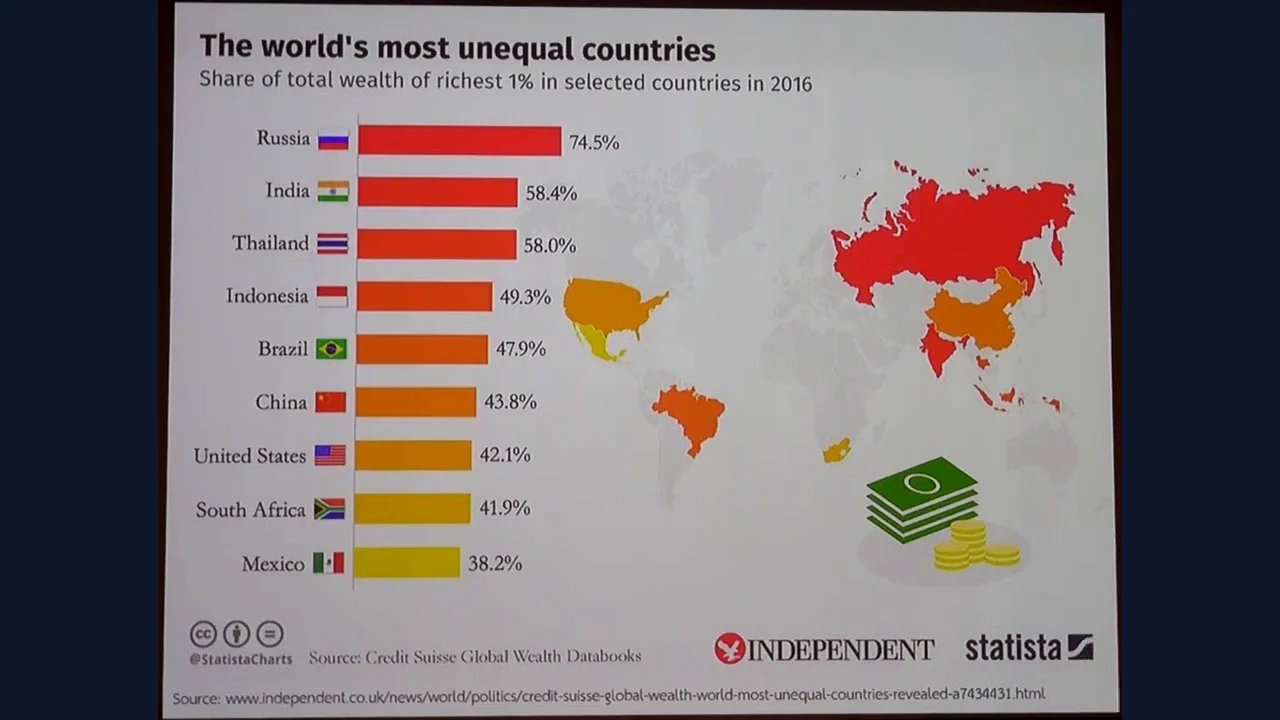 The world's most unequal countries
Share of total wealth of richest 1% in selected countries in 2016
Russia 74.5%
India 58.4%
Thailand 58.0%
Indonesia 49.3%
Brazil 47.9%
China 43.8%
United States 42.1%
South Africa 41.9%
Mexico 38.2%
cc
@StatistaCharts Source: Credit Suisse Global Wealth Databooks
INDEPENDENT statista
Source: www.independent.co.uk/news/world/politics/credit-suisse-global-wealth-world-most-unequal-countries-revealed-a7434431.html